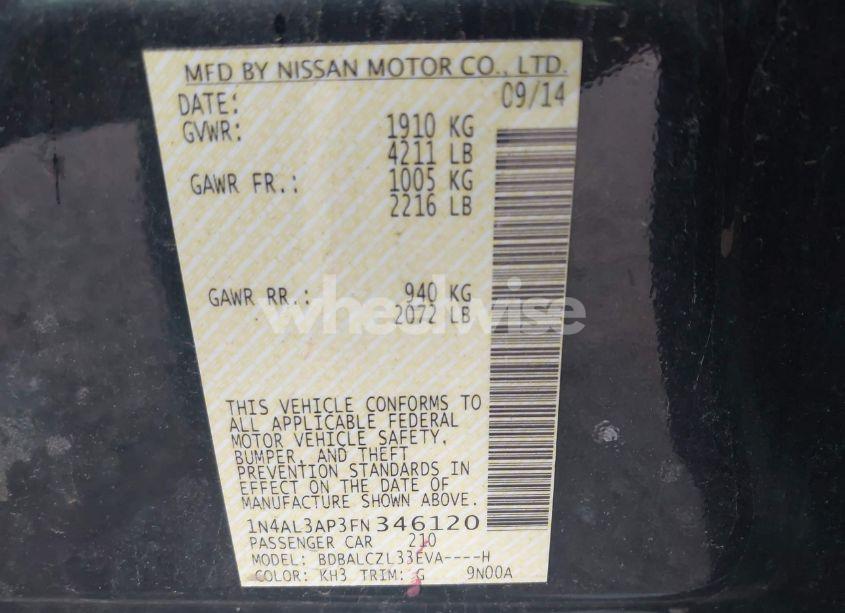 MFD BY NISSAN MOTOR CO., LTD.
DATE: 09/14
GVWR: 1910 KG
4211 LB
GAWR FR.: 1005 KG
2216 LB
GAWR RR.: 940 KG
2072 LB
wheelwise
THIS VEHICLE CONFORMS TO
ALL APPLICABLE FEDERAL
MOTOR VEHICLE SAFETY,
BUMPER, AND THEFT
PREVENTION STANDARDS IN
EFFECT ON THE DATE OF
MANUFACTURE SHOWN ABOVE.
1N4AL3AP3FN346120
PASSENGER CAR 210
MODEL: BDBALCZL33EVA----H
COLOR: KH3 TRIM: G 9N00A